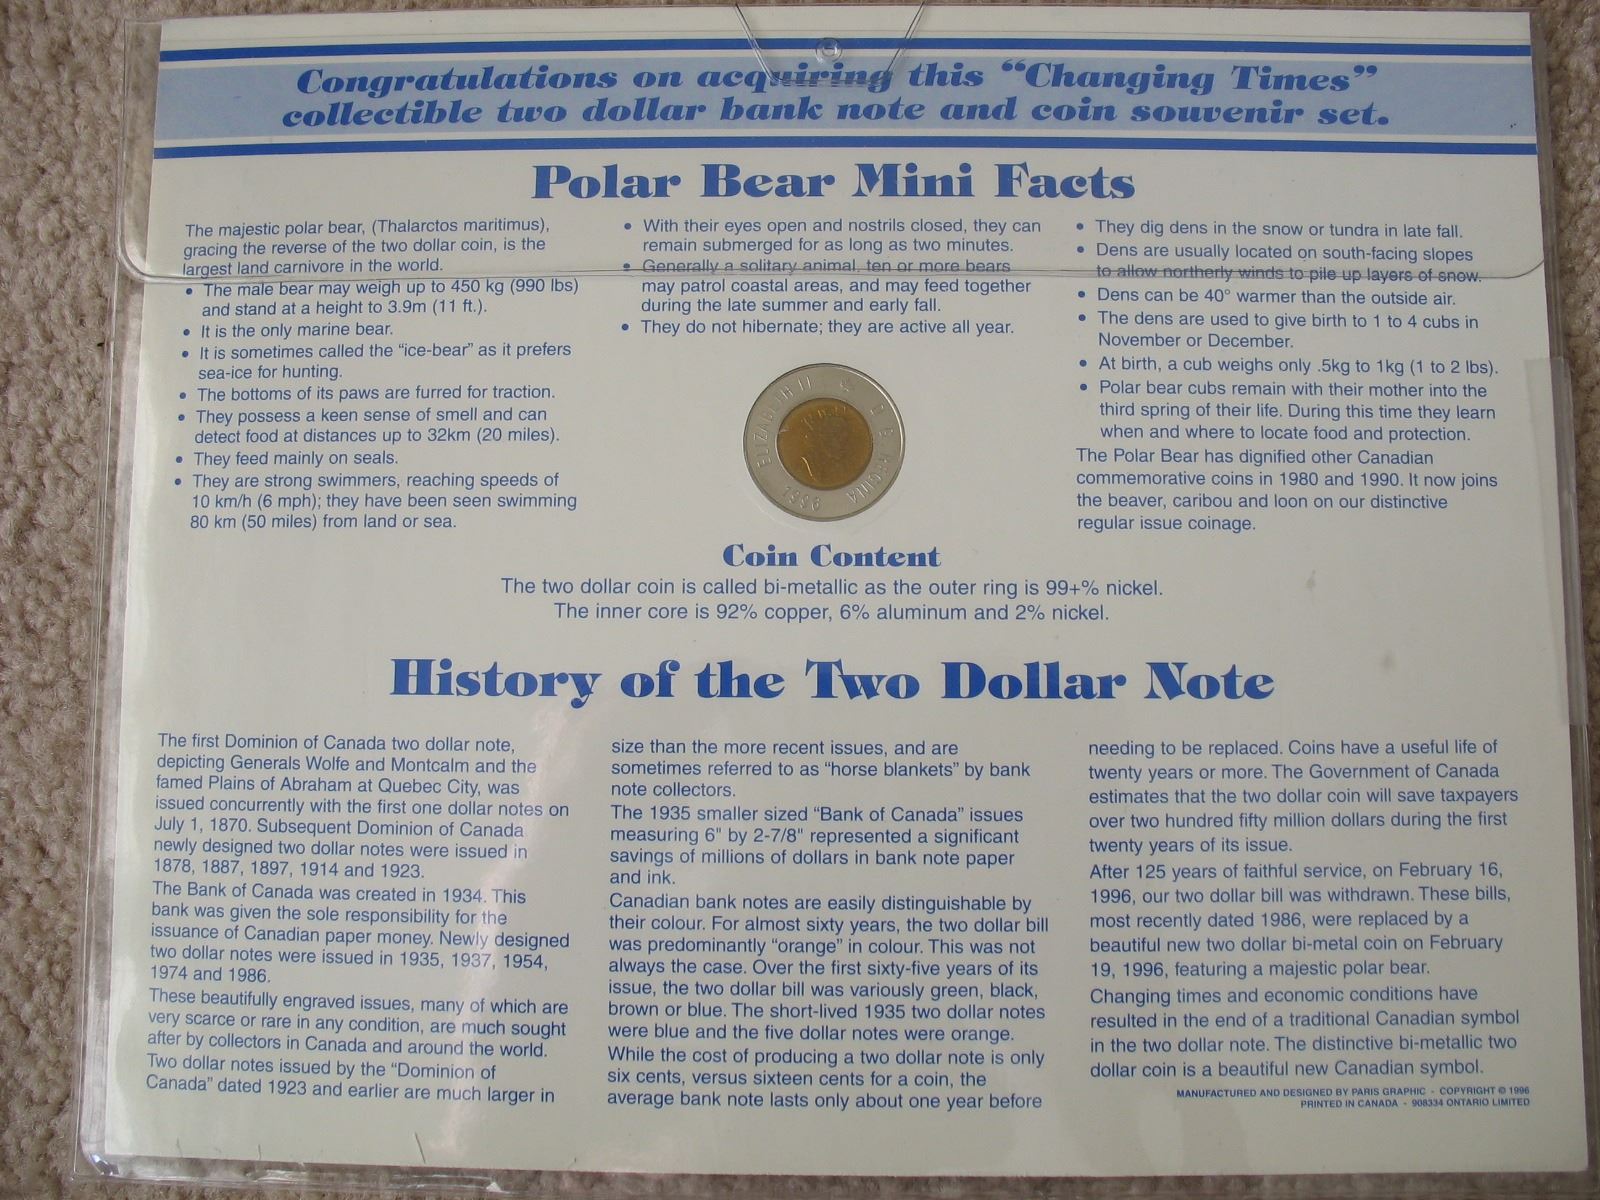 Congratulations on acquiring this “Changing Times”
collectible two dollar bank note and coin souvenir set.
Polar Bear Mini Facts
The majestic polar bear, (Thalarctos maritimus),
gracing the reverse of the two dollar coin, is the
largest land carnivore in the world.
• The male bear may weigh up to 450 kg (990 lbs)
and stand at a height to 3.9m (11 ft.).
• It is the only marine bear.
• It is sometimes called the “ice-bear” as it prefers
sea-ice for hunting.
• The bottoms of its paws are furred for traction.
• They possess a keen sense of smell and can
detect food at distances up to 32km (20 miles).
• They feed mainly on seals.
• They are strong swimmers, reaching speeds of
10 km/h (6 mph); they have been seen swimming
80 km (50 miles) from land or sea.
• With their eyes open and nostrils closed, they can
remain submerged for as long as two minutes.
• Generally a solitary animal, ten or more bears
may patrol coastal areas, and may feed together
during the late summer and early fall.
• They do not hibernate; they are active all year.
ELIZABETH II D. G. REGINA
1996
• They dig dens in the snow or tundra in late fall.
• Dens are usually located on south-facing slopes
to allow northerly winds to pile up layers of snow.
• Dens can be 40° warmer than the outside air.
• The dens are used to give birth to 1 to 4 cubs in
November or December.
• At birth, a cub weighs only .5kg to 1kg (1 to 2 lbs).
• Polar bear cubs remain with their mother into the
third spring of their life. During this time they learn
when and where to locate food and protection.
The Polar Bear has dignified other Canadian
commemorative coins in 1980 and 1990. It now joins
the beaver, caribou and loon on our distinctive
regular issue coinage.
Coin Content
The two dollar coin is called bi-metallic as the outer ring is 99+% nickel.
The inner core is 92% copper, 6% aluminum and 2% nickel.
History of the Two Dollar Note
The first Dominion of Canada two dollar note,
depicting Generals Wolfe and Montcalm and the
famed Plains of Abraham at Quebec City, was
issued concurrently with the first one dollar notes on
July 1, 1870. Subsequent Dominion of Canada
newly designed two dollar notes were issued in
1878, 1887, 1897, 1914 and 1923.
The Bank of Canada was created in 1934. This
bank was given the sole responsibility for the
issuance of Canadian paper money. Newly designed
two dollar notes were issued in 1935, 1937, 1954,
1974 and 1986.
These beautifully engraved issues, many of which are
very scarce or rare in any condition, are much sought
after by collectors in Canada and around the world.
Two dollar notes issued by the “Dominion of
Canada” dated 1923 and earlier are much larger in
size than the more recent issues, and are
sometimes referred to as “horse blankets” by bank
note collectors.
The 1935 smaller sized “Bank of Canada” issues
measuring 6" by 2-7/8" represented a significant
savings of millions of dollars in bank note paper
and ink.
Canadian bank notes are easily distinguishable by
their colour. For almost sixty years, the two dollar bill
was predominantly “orange” in colour. This was not
always the case. Over the first sixty-five years of its
issue, the two dollar bill was variously green, black,
brown or blue. The short-lived 1935 two dollar notes
were blue and the five dollar notes were orange.
While the cost of producing a two dollar note is only
six cents, versus sixteen cents for a coin, the
average bank note lasts only about one year before
needing to be replaced. Coins have a useful life of
twenty years or more. The Government of Canada
estimates that the two dollar coin will save taxpayers
over two hundred fifty million dollars during the first
twenty years of its issue.
After 125 years of faithful service, on February 16,
1996, our two dollar bill was withdrawn. These bills,
most recently dated 1986, were replaced by a
beautiful new two dollar bi-metal coin on February
19, 1996, featuring a majestic polar bear.
Changing times and economic conditions have
resulted in the end of a traditional Canadian symbol
in the two dollar note. The distinctive bi-metallic two
dollar coin is a beautiful new Canadian symbol.
MANUFACTURED AND DESIGNED BY PARIS GRAPHIC - COPYRIGHT © 1996
PRINTED IN CANADA - 908334 ONTARIO LIMITED